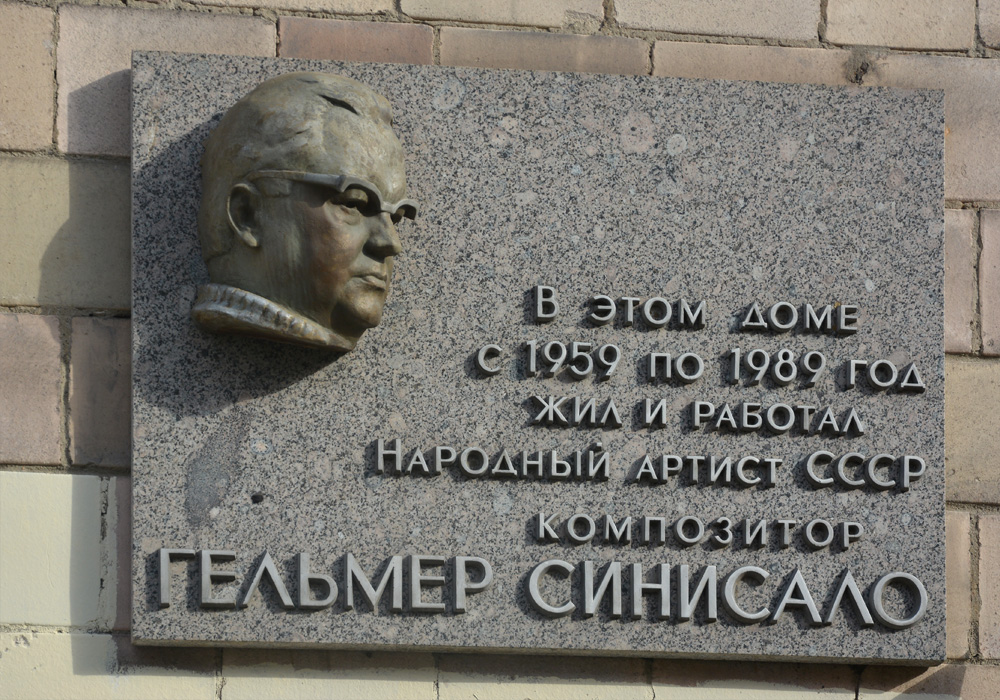 В ЭТОМ ДОМЕ
С 1959 ПО 1989 ГОД
ЖИЛ И РАБОТАЛ
НАРОДНЫЙ АРТИСТ СССР
КОМПОЗИТОР
ГЕЛЬМЕР СИНИСАЛО